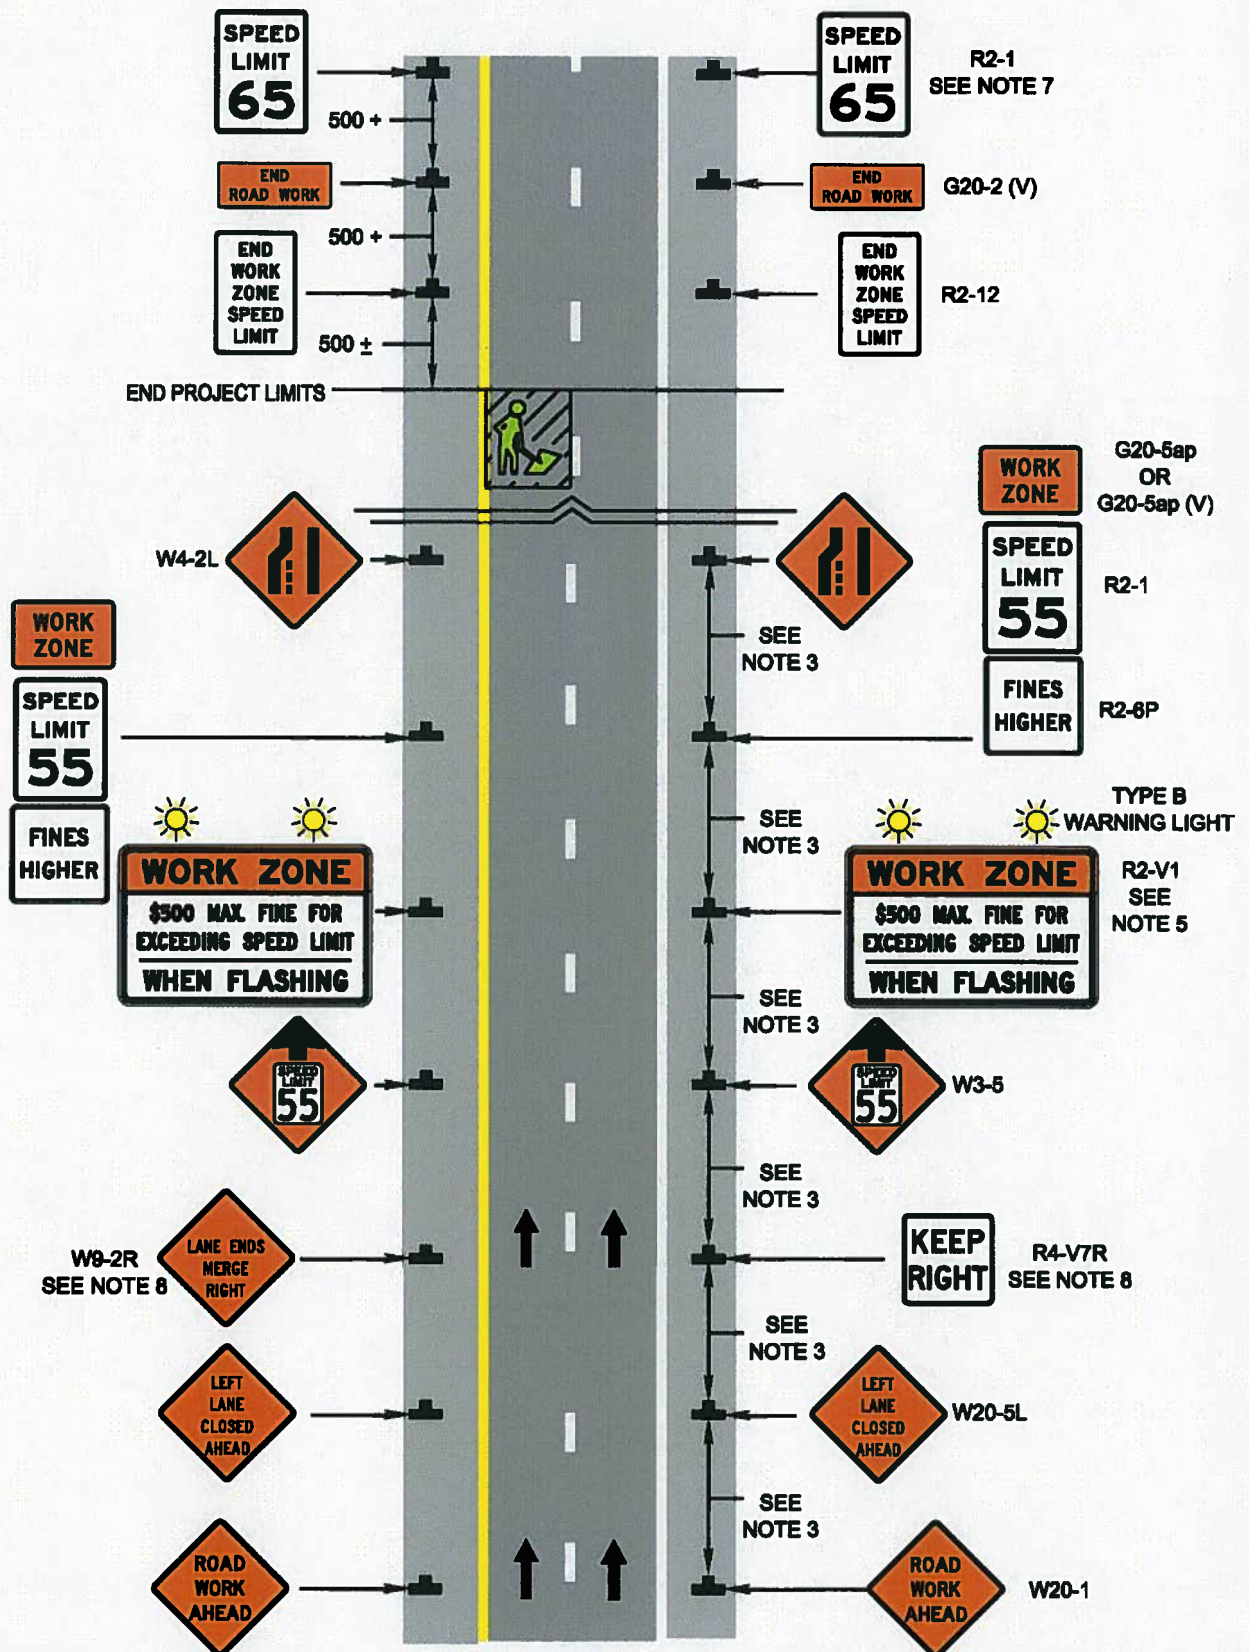 SPEED
LIMIT
65
SPEED
LIMIT
65
R2-1
SEE NOTE 7
500 +
END
ROAD WORK
END
ROAD WORK
G20-2 (V)
500 +
END
WORK
ZONE
SPEED
LIMIT
END
WORK
ZONE
SPEED
LIMIT
R2-12
500 ±
END PROJECT LIMITS
WORK
ZONE
G20-5ap
OR
G20-5ap (V)
SPEED
LIMIT
55
R2-1
W4-2L
SEE
NOTE 3
FINES
HIGHER
R2-6P
WORK
ZONE
SPEED
LIMIT
55
FINES
HIGHER
SEE
NOTE 3
TYPE B
WARNING LIGHT
WORK ZONE
$500 MAX. FINE FOR
EXCEEDING SPEED LIMIT
WHEN FLASHING
WORK ZONE
$500 MAX. FINE FOR
EXCEEDING SPEED LIMIT
WHEN FLASHING
R2-V1
SEE
NOTE 5
SEE
NOTE 3
SPEED
LIMIT
55
SPEED
LIMIT
55
W3-5
SEE
NOTE 3
W9-2R
SEE NOTE 8
LANE ENDS
MERGE
RIGHT
KEEP
RIGHT
R4-V7R
SEE NOTE 8
SEE
NOTE 3
LEFT
LANE
CLOSED
AHEAD
LEFT
LANE
CLOSED
AHEAD
W20-5L
SEE
NOTE 3
ROAD
WORK
AHEAD
ROAD
WORK
AHEAD
W20-1